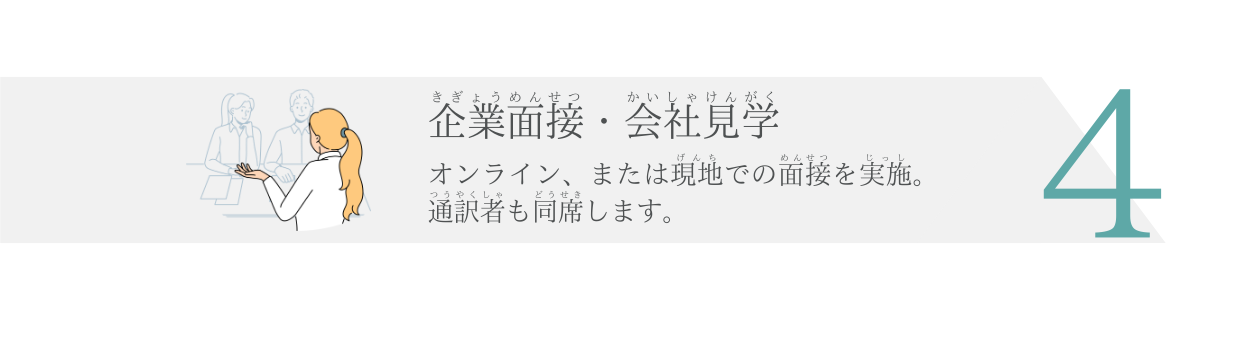 きぎょうめんせつ かいしゃけんがく
企業面接・会社見学
げんち めんせつ じっし
オンライン、または現地での面接を実施。
つうやくしゃ どうせき
通訳者も同席します。
4